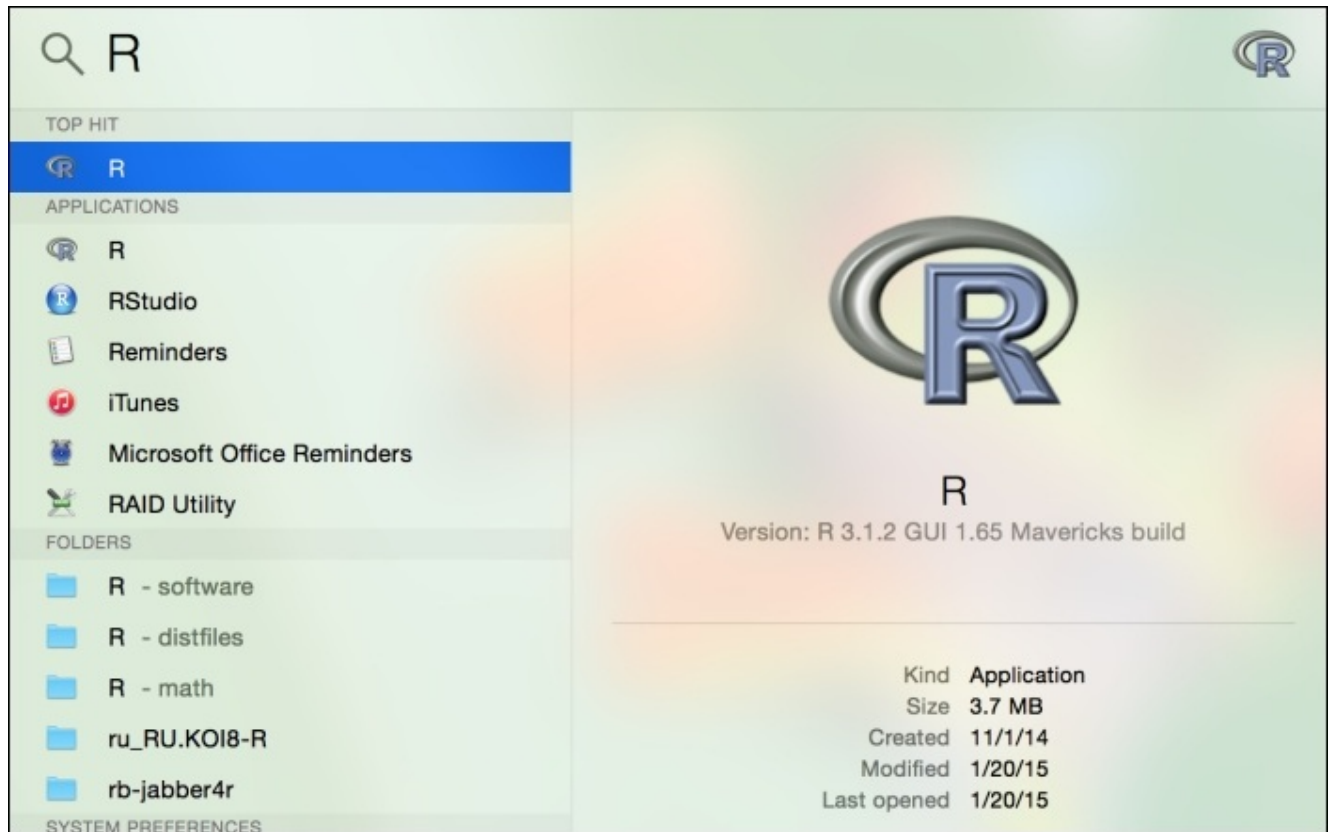 R
TOP HIT
R
APPLICATIONS
R
RStudio
Reminders
iTunes
Microsoft Office Reminders
RAID Utility
FOLDERS
R - software
R - distfiles
R - math
ru_RU.KOI8-R
rb-jabber4r
SYSTEM PREFERENCES
R
R
Version: R 3.1.2 GUI 1.65 Mavericks build
Kind Application
Size 3.7 MB
Created 11/1/14
Modified 1/20/15
Last opened 1/20/15